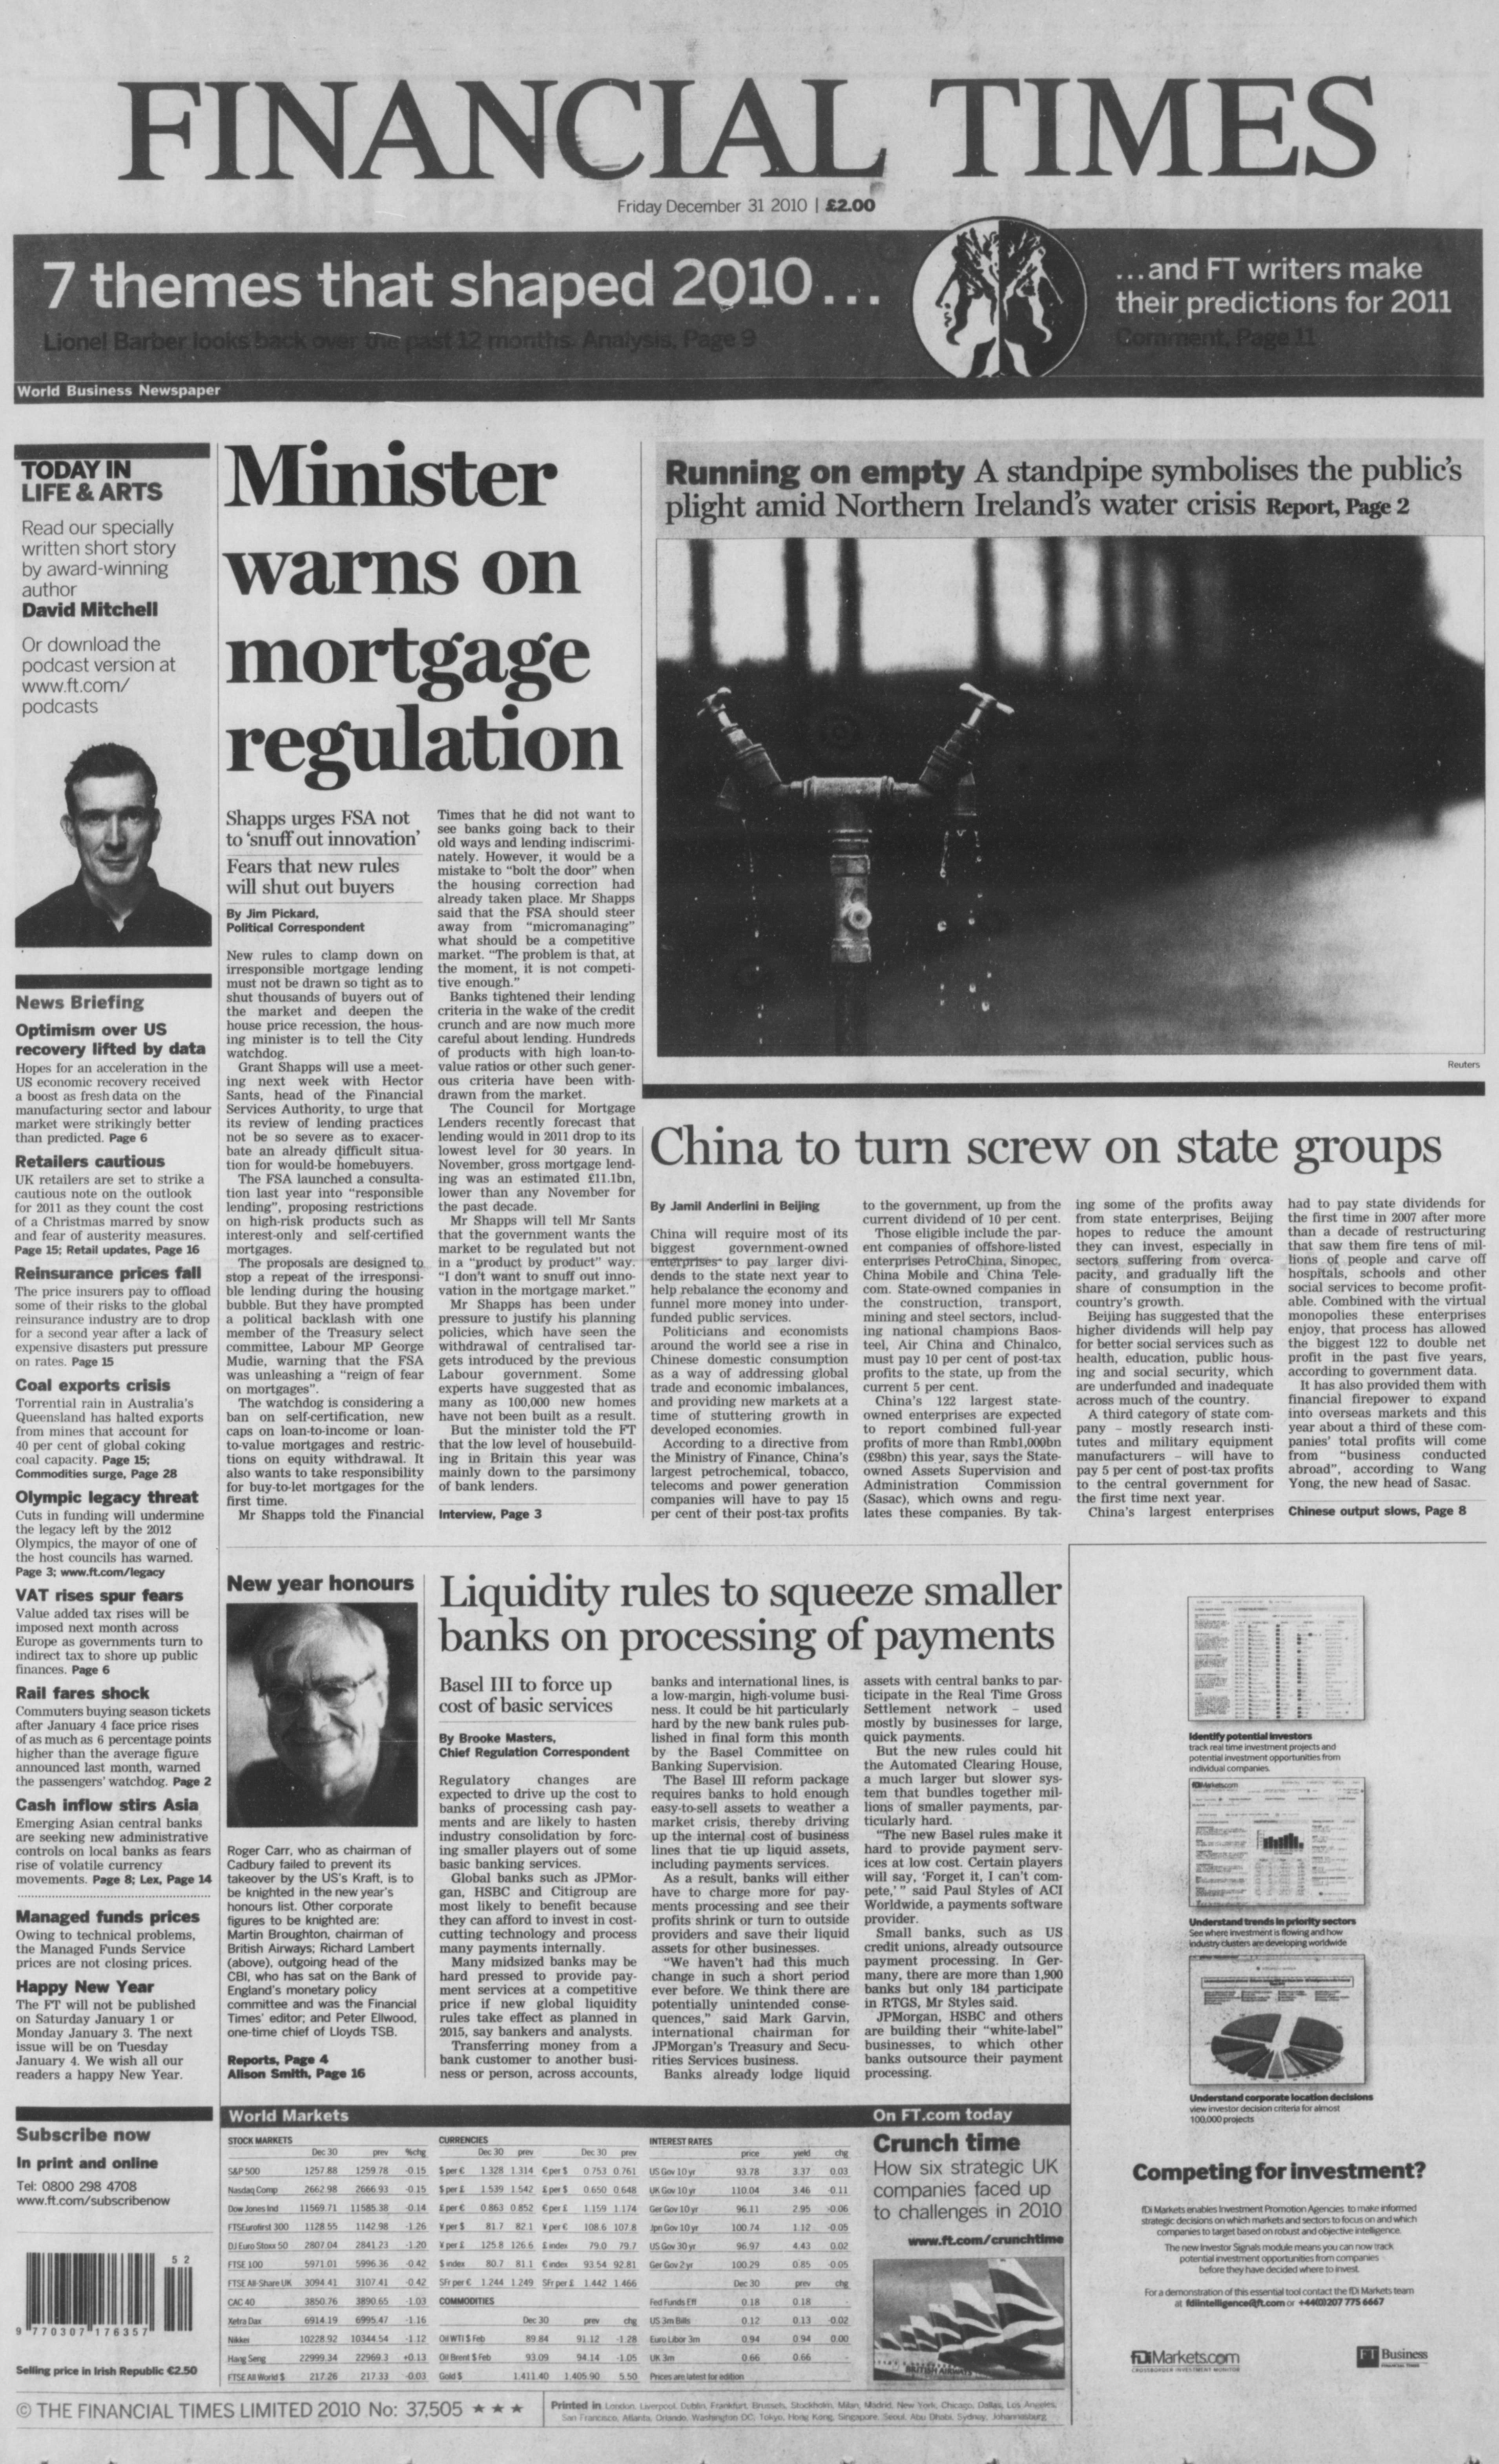 FINANCIAL TIMES
Friday December 31 2010 | £2.00
7 themes that shaped 2010...
Lionel Barber looks back over the past 12 months. Analysis, Page 9
...and FT writers make
their predictions for 2011
Comment, Page 11
World Business Newspaper
TODAY IN
LIFE & ARTS
Read our specially
written short story
by award-winning
author
David Mitchell
Or download the
podcast version at
www.ft.com/
podcasts
News Briefing
Optimism over US
recovery lifted by data
Hopes for an acceleration in the
US economic recovery received
a boost as fresh data on the
manufacturing sector and labour
market were strikingly better
than predicted. Page 6
Retailers cautious
UK retailers are set to strike a
cautious note on the outlook
for 2011 as they count the cost
of a Christmas marred by snow
and fear of austerity measures.
Page 15; Retail updates, Page 16
Reinsurance prices fall
The price insurers pay to offload
some of their risks to the global
reinsurance industry are to drop
for a second year after a lack of
expensive disasters put pressure
on rates. Page 15
Coal exports crisis
Torrential rain in Australia's
Queensland has halted exports
from mines that account for
40 per cent of global coking
coal capacity. Page 15;
Commodities surge, Page 28
Olympic legacy threat
Cuts in funding will undermine
the legacy left by the 2012
Olympics, the mayor of one of
the host councils has warned.
Page 3; www.ft.com/legacy
VAT rises spur fears
Value added tax rises will be
imposed next month across
Europe as governments turn to
indirect tax to shore up public
finances. Page 6
Rail fares shock
Commuters buying season tickets
after January 4 face price rises
of as much as 6 percentage points
higher than the average figure
announced last month, warned
the passengers' watchdog. Page 2
Cash inflow stirs Asia
Emerging Asian central banks
are seeking new administrative
controls on local banks as fears
rise of volatile currency
movements. Page 8; Lex, Page 14
Managed funds prices
Owing to technical problems,
the Managed Funds Service
prices are not closing prices.
Happy New Year
The FT will not be published
on Saturday January 1 or
Monday January 3. The next
issue will be on Tuesday
January 4. We wish all our
readers a happy New Year.
Subscribe now
In print and online
Tel: 0800 298 4708
www.ft.com/subscribenow
5 2
9 770307 176357
Selling price in Irish Republic €2.50
Minister
warns on
mortgage
regulation
Shapps urges FSA not
to 'snuff out innovation'
Fears that new rules
will shut out buyers
By Jim Pickard,
Political Correspondent
New rules to clamp down on
irresponsible mortgage lending
must not be drawn so tight as to
shut thousands of buyers out of
the market and deepen the
house price recession, the hous-
ing minister is to tell the City
watchdog.
Grant Shapps will use a meet-
ing next week with Hector
Sants, head of the Financial
Services Authority, to urge that
its review of lending practices
not be so severe as to exacer-
bate an already difficult situa-
tion for would-be homebuyers.
The FSA launched a consulta-
tion last year into "responsible
lending", proposing restrictions
on high-risk products such as
interest-only and self-certified
mortgages.
The proposals are designed to
stop a repeat of the irresponsi-
ble lending during the housing
bubble. But they have prompted
a political backlash with one
member of the Treasury select
committee, Labour MP George
Mudie, warning that the FSA
was unleashing a "reign of fear
on mortgages".
The watchdog is considering a
ban on self-certification, new
caps on loan-to-income or loan-
to-value mortgages and restric-
tions on equity withdrawal. It
also wants to take responsibility
for buy-to-let mortgages for the
first time.
Mr Shapps told the Financial
Times that he did not want to
see banks going back to their
old ways and lending indiscrimi-
nately. However, it would be a
mistake to "bolt the door" when
the housing correction had
already taken place. Mr Shapps
said that the FSA should steer
away from "micromanaging"
what should be a competitive
market. "The problem is that, at
the moment, it is not competi-
tive enough."
Banks tightened their lending
criteria in the wake of the credit
crunch and are now much more
careful about lending. Hundreds
of products with high loan-to-
value ratios or other such gener-
ous criteria have been with-
drawn from the market.
The Council for Mortgage
Lenders recently forecast that
lending would in 2011 drop to its
lowest level for 30 years. In
November, gross mortgage lend-
ing was an estimated £11.1bn,
lower than any November for
the past decade.
Mr Shapps will tell Mr Sants
that the government wants the
market to be regulated but not
in a "product by product" way.
"I don't want to snuff out inno-
vation in the mortgage market."
Mr Shapps has been under
pressure to justify his planning
policies, which have seen the
withdrawal of centralised tar-
gets introduced by the previous
Labour government. Some
experts have suggested that as
many as 100,000 new homes
have not been built as a result.
But the minister told the FT
that the low level of housebuild-
ing in Britain this year was
mainly down to the parsimony
of bank lenders.
Interview, Page 3
Running on empty A standpipe symbolises the public's
plight amid Northern Ireland's water crisis Report, Page 2
Reuters
China to turn screw on state groups
By Jamil Anderlini in Beijing
China will require most of its
biggest government-owned
enterprises to pay larger divi-
dends to the state next year to
help rebalance the economy and
funnel more money into under-
funded public services.
Politicians and economists
around the world see a rise in
Chinese domestic consumption
as a way of addressing global
trade and economic imbalances,
and providing new markets at a
time of stuttering growth in
developed economies.
According to a directive from
the Ministry of Finance, China's
largest petrochemical, tobacco,
telecoms and power generation
companies will have to pay 15
per cent of their post-tax profits
to the government, up from the
current dividend of 10 per cent.
Those eligible include the par-
ent companies of offshore-listed
enterprises PetroChina, Sinopec,
China Mobile and China Tele-
com. State-owned companies in
the construction, transport,
mining and steel sectors, includ-
ing national champions Baos-
teel, Air China and Chinalco,
must pay 10 per cent of post-tax
profits to the state, up from the
current 5 per cent.
China's 122 largest state-
owned enterprises are expected
to report combined full-year
profits of more than Rmb1,000bn
(£98bn) this year, says the State-
owned Assets Supervision and
Administration Commission
(Sasac), which owns and regu-
lates these companies. By tak-
ing some of the profits away
from state enterprises, Beijing
hopes to reduce the amount
they can invest, especially in
sectors suffering from overca-
pacity, and gradually lift the
share of consumption in the
country's growth.
Beijing has suggested that the
higher dividends will help pay
for better social services such as
health, education, public hous-
ing and social security, which
are underfunded and inadequate
across much of the country.
A third category of state com-
pany – mostly research insti-
tutes and military equipment
manufacturers – will have to
pay 5 per cent of post-tax profits
to the central government for
the first time next year.
China's largest enterprises
had to pay state dividends for
the first time in 2007 after more
than a decade of restructuring
that saw them fire tens of mil-
lions of people and carve off
hospitals, schools and other
social services to become profit-
able. Combined with the virtual
monopolies these enterprises
enjoy, that process has allowed
the biggest 122 to double net
profit in the past five years,
according to government data.
It has also provided them with
financial firepower to expand
into overseas markets and this
year about a third of these com-
panies' total profits will come
from "business conducted
abroad", according to Wang
Yong, the new head of Sasac.
Chinese output slows, Page 8
New year honours
Roger Carr, who as chairman of
Cadbury failed to prevent its
takeover by the US's Kraft, is to
be knighted in the new year's
honours list. Other corporate
figures to be knighted are:
Martin Broughton, chairman of
British Airways; Richard Lambert
(above), outgoing head of the
CBI, who has sat on the Bank of
England's monetary policy
committee and was the Financial
Times' editor; and Peter Ellwood,
one-time chief of Lloyds TSB.
Reports, Page 4
Alison Smith, Page 16
Liquidity rules to squeeze smaller
banks on processing of payments
Basel III to force up
cost of basic services
By Brooke Masters,
Chief Regulation Correspondent
Regulatory changes are
expected to drive up the cost to
banks of processing cash pay-
ments and are likely to hasten
industry consolidation by forc-
ing smaller players out of some
basic banking services.
Global banks such as JPMor-
gan, HSBC and Citigroup are
most likely to benefit because
they can afford to invest in cost-
cutting technology and process
many payments internally.
Many midsized banks may be
hard pressed to provide pay-
ment services at a competitive
price if new global liquidity
rules take effect as planned in
2015, say bankers and analysts.
Transferring money from a
bank customer to another busi-
ness or person, across accounts,
banks and international lines, is
a low-margin, high-volume busi-
ness. It could be hit particularly
hard by the new bank rules pub-
lished in final form this month
by the Basel Committee on
Banking Supervision.
The Basel III reform package
requires banks to hold enough
easy-to-sell assets to weather a
market crisis, thereby driving
up the internal cost of business
lines that tie up liquid assets,
including payments services.
As a result, banks will either
have to charge more for pay-
ments processing and see their
profits shrink or turn to outside
providers and save their liquid
assets for other businesses.
"We haven't had this much
change in such a short period
ever before. We think there are
potentially unintended conse-
quences," said Mark Garvin,
international chairman for
JPMorgan's Treasury and Secu-
rities Services business.
Banks already lodge liquid
assets with central banks to par-
ticipate in the Real Time Gross
Settlement network – used
mostly by businesses for large,
quick payments.
But the new rules could hit
the Automated Clearing House,
a much larger but slower sys-
tem that bundles together mil-
lions of smaller payments, par-
ticularly hard.
"The new Basel rules make it
hard to provide payment serv-
ices at low cost. Certain players
will say, 'Forget it, I can't com-
pete,'" said Paul Styles of ACI
Worldwide, a payments software
provider.
Small banks, such as US
credit unions, already outsource
payment processing. In Ger-
many, there are more than 1,900
banks but only 184 participate
in RTGS, Mr Styles said.
JPMorgan, HSBC and others
are building their "white-label"
businesses, to which other
banks outsource their payment
processing.
World Markets
STOCK MARKETS
Dec 30 prev %chg
S&P 500 1257.88 1259.78 -0.15
Nasdaq Comp 2662.98 2666.93 -0.15
Dow Jones Ind 11569.71 11585.38 -0.14
FTSEurofirst 300 1128.55 1142.98 -1.26
DJ Euro Stoxx 50 2807.04 2841.23 -1.20
FTSE 100 5971.01 5996.36 -0.42
FTSE All-Share UK 3094.41 3107.41 -0.42
CAC 40 3850.76 3890.65 -1.03
Xetra Dax 6914.19 6995.47 -1.16
Nikkei 10228.92 10344.54 -1.12
Hang Seng 22999.34 22969.3 +0.13
FTSE All World $ 217.26 217.33 -0.03
CURRENCIES
Dec 30 prev Dec 30 prev
$ per € 1.328 1.314 € per $ 0.753 0.761
$ per £ 1.539 1.542 £ per $ 0.650 0.648
£ per € 0.863 0.852 € per £ 1.159 1.174
¥ per $ 81.7 82.1 ¥ per € 108.6 107.8
¥ per £ 125.8 126.6 £ index 79.0 79.7
$ index 80.7 81.1 € index 93.54 92.81
SFr per € 1.244 1.249 SFr per £ 1.442 1.466
COMMODITIES
Dec 30 prev chg
Oil WTI $ Feb 89.84 91.12 -1.28
Oil Brent $ Feb 93.09 94.14 -1.05
Gold $ 1,411.40 1,405.90 5.50
INTEREST RATES
price yield chg
US Gov 10 yr 93.78 3.37 0.03
UK Gov 10 yr 110.04 3.46 -0.11
Ger Gov 10 yr 96.11 2.95 -0.06
Jpn Gov 10 yr 100.74 1.12 -0.05
US Gov 30 yr 96.97 4.43 0.02
Ger Gov 2 yr 100.29 0.85 -0.05
Dec 30 prev chg
Fed Funds Eff 0.18 0.18
US 3m Bills 0.12 0.13 -0.02
Euro Libor 3m 0.94 0.94 0.00
UK 3m 0.66 0.66 -
Prices are latest for edition
On FT.com today
Crunch time
How six strategic UK
companies faced up
to challenges in 2010
www.ft.com/crunchtime
BRITISH AIRWAYS
Identify potential investors
track real time investment projects and
potential investment opportunities from
individual companies
Understand trends in priority sectors
See where investment is flowing and how
industry clusters are developing worldwide
Understand corporate location decisions
view investor decision criteria for almost
100,000 projects
Competing for investment?
fDi Markets enables Investment Promotion Agencies to make informed
strategic decisions on which markets and sectors to focus on and which
companies to target based on robust and objective intelligence.
The new Investor Signals module means you can now track
potential investment opportunities from companies
before they have decided where to invest.
For a demonstration of this essential tool contact the fDi Markets team
at fdiintelligence@ft.com or +44(0)207 775 6667
fDiMarkets.com
CROSSBORDER INVESTMENT MONITOR
FT Business
FINANCIAL TIMES
© THE FINANCIAL TIMES LIMITED 2010 No: 37,505 ★ ★ ★
Printed in London, Liverpool, Dublin, Frankfurt, Brussels, Stockholm, Milan, Madrid, New York, Chicago, Dallas, Los Angeles,
San Francisco, Atlanta, Orlando, Washington DC, Tokyo, Hong Kong, Singapore, Seoul, Abu Dhabi, Sydney, Johannesburg